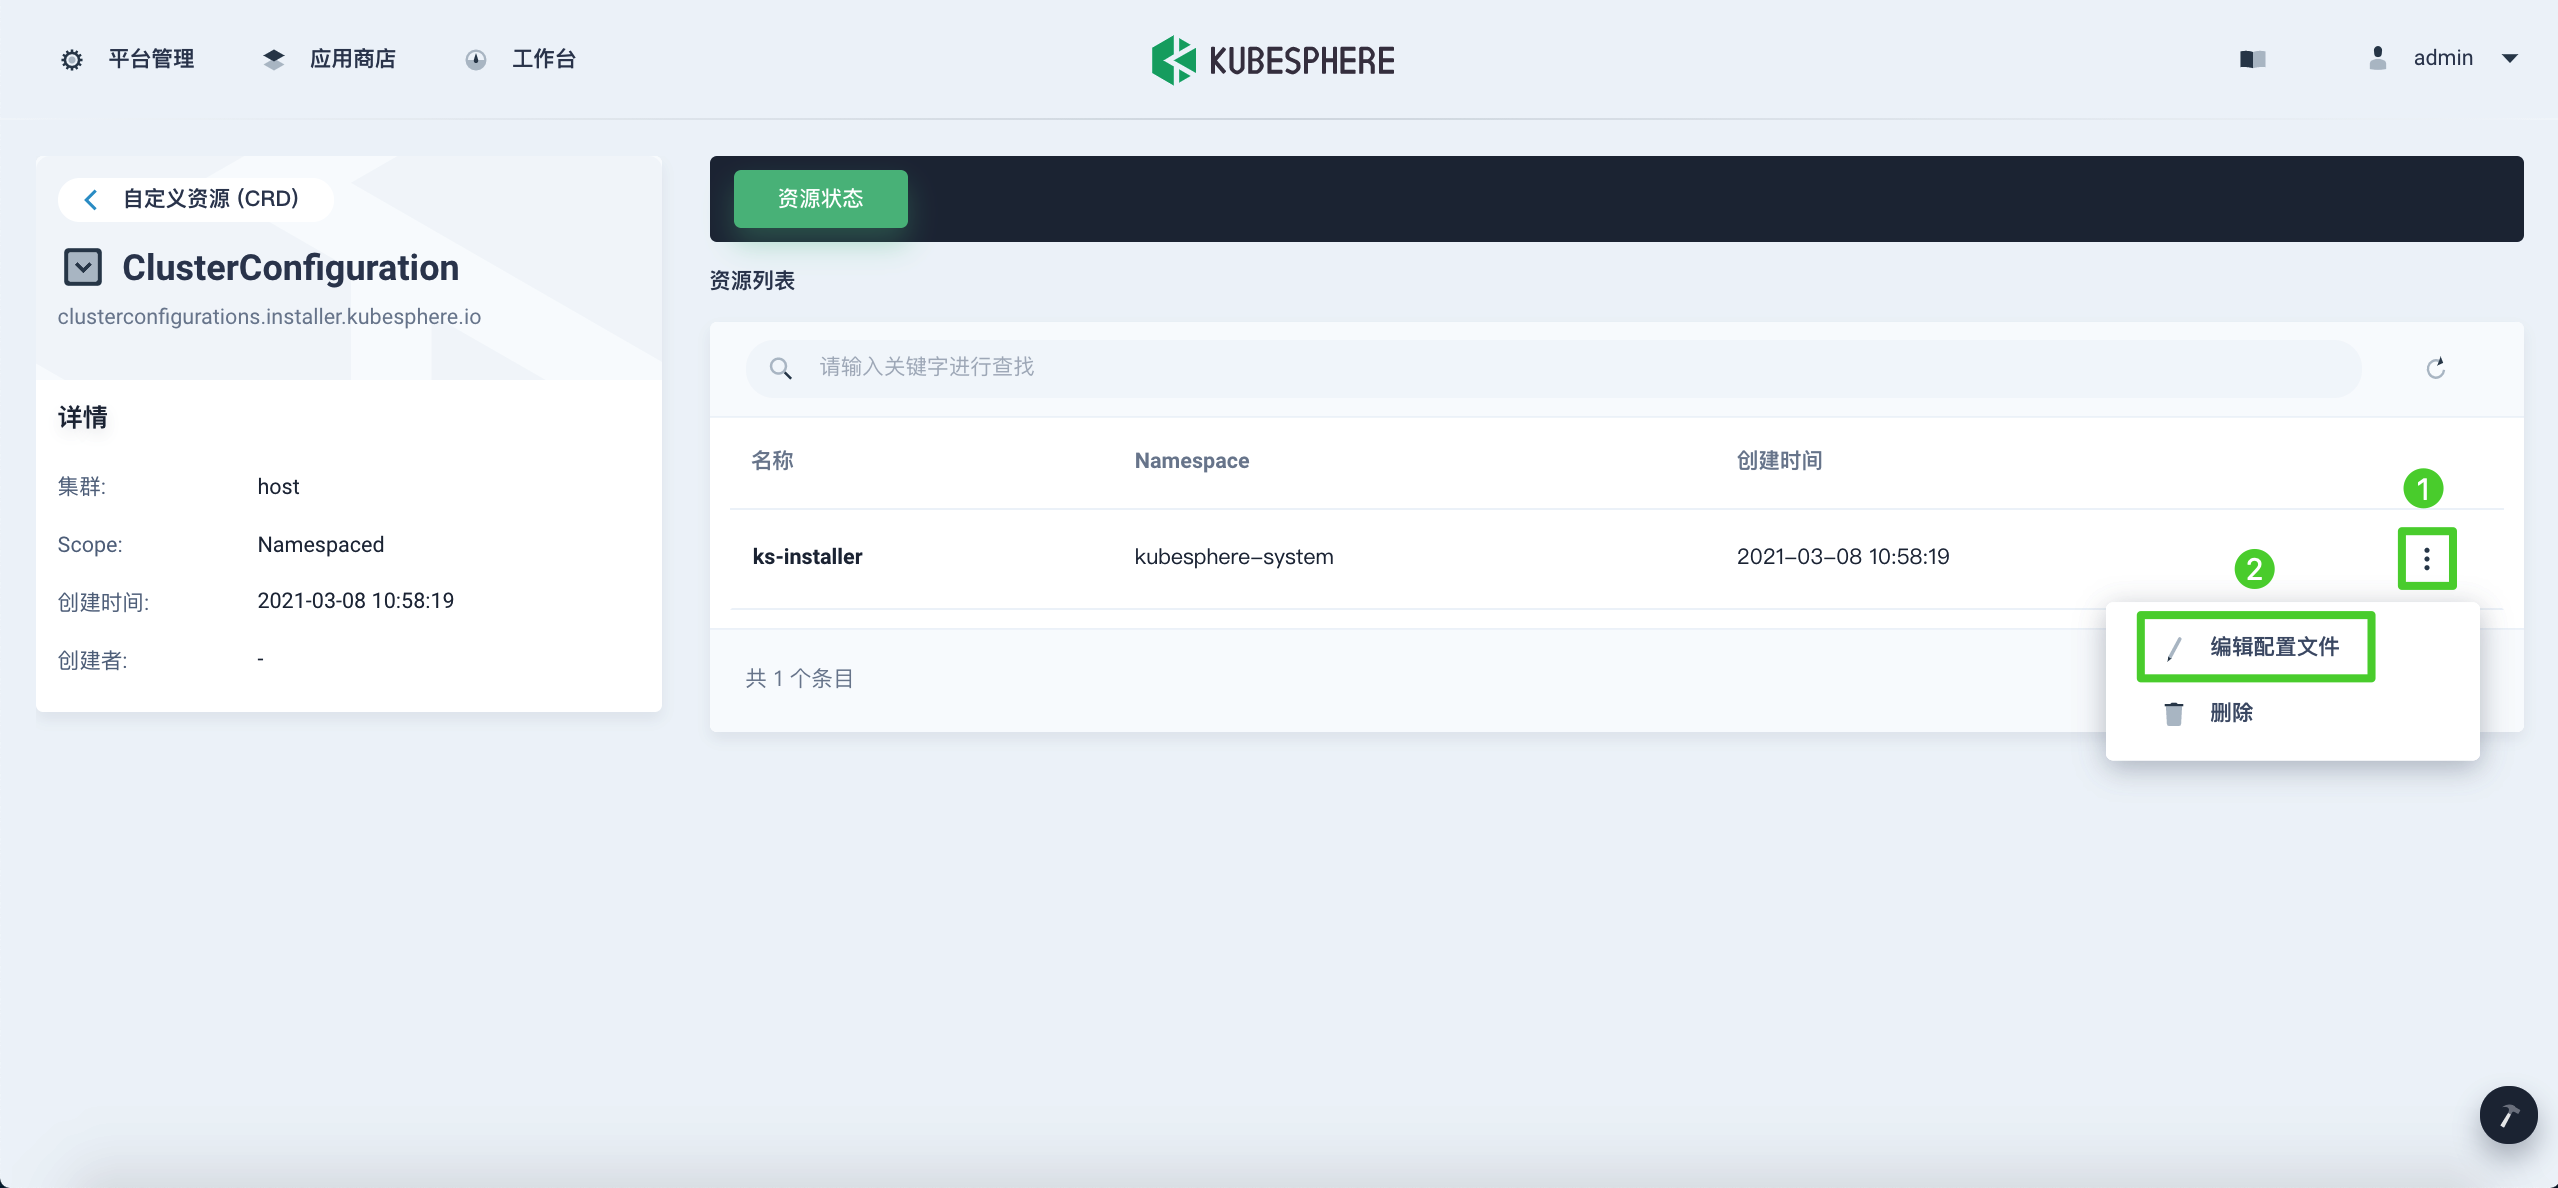 平台管理
应用商店
工作台
KUBESPHERE
admin
自定义资源 (CRD)
ClusterConfiguration
clusterconfigurations.installer.kubesphere.io
详情
集群: host
Scope: Namespaced
创建时间: 2021-03-08 10:58:19
创建者: -
资源状态
资源列表
请输入关键字进行查找
名称 Namespace 创建时间
1
ks-installer kubesphere-system 2021-03-08 10:58:19
2
编辑配置文件
删除
共 1 个条目